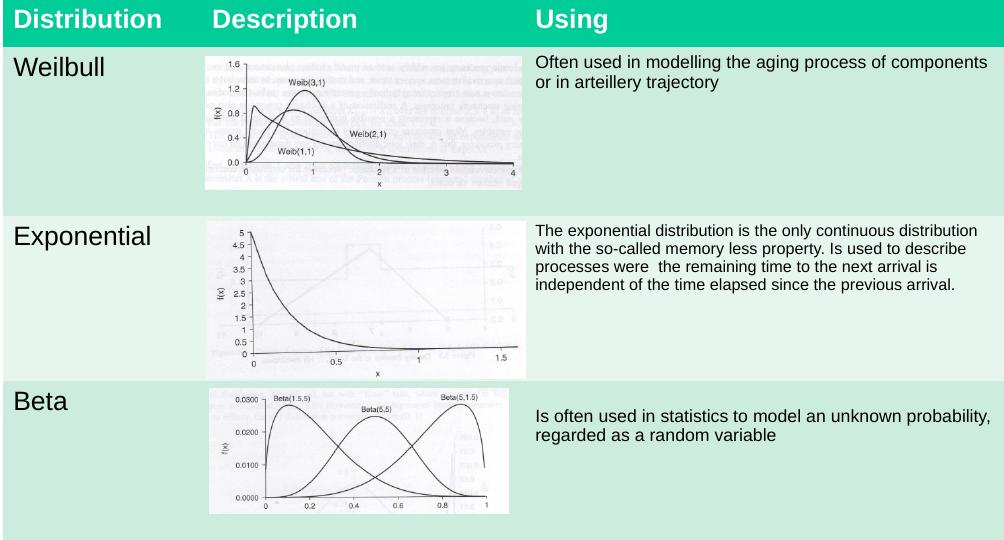 Distribution Description Using
Weilbull
1.6
1.2
0.8
0.4
0.0
f(x)
Weib(3,1)
Weib(2,1)
Weib(1,1)
0 1 2 3 4
x
Often used in modelling the aging process of components
or in arteillery trajectory
Exponential
5
4.5
4
3.5
3
2.5
2
1.5
1
0.5
0
f(x)
0 0.5 1 1.5
x
The exponential distribution is the only continuous distribution
with the so-called memory less property. Is used to describe
processes were the remaining time to the next arrival is
independent of the time elapsed since the previous arrival.
Beta
0.0300
0.0200
0.0100
0.0000
f(x)
Beta(1.5,5)
Beta(5,5)
Beta(5,1.5)
0 0.2 0.4 0.6 0.8 1
Is often used in statistics to model an unknown probability,
regarded as a random variable